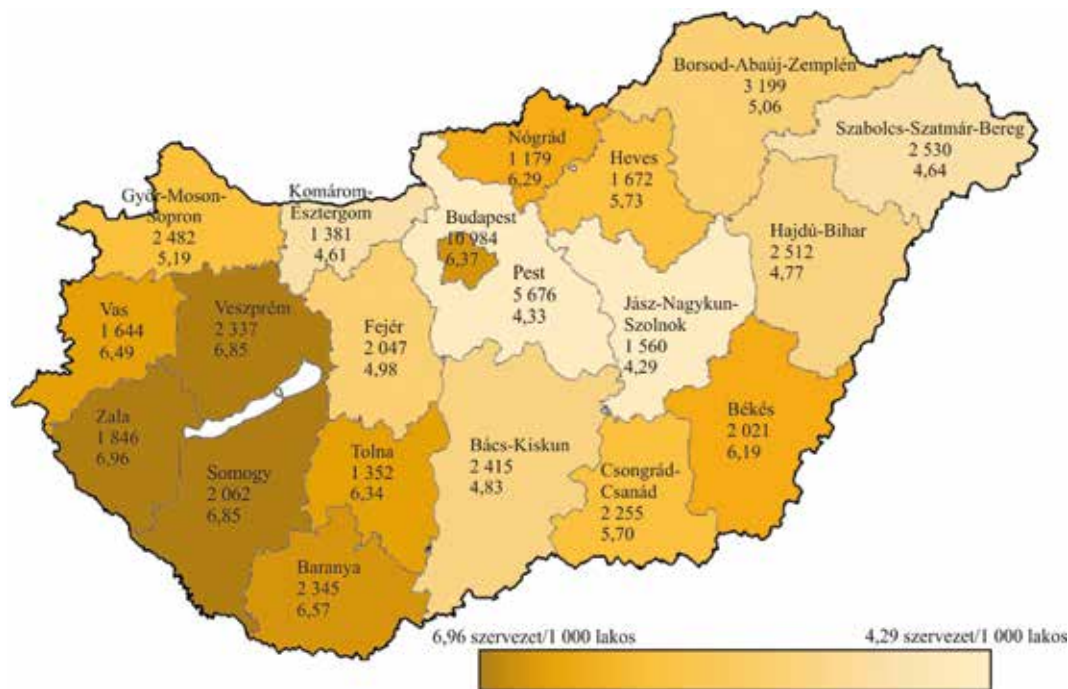 Borsod-Abaúj-Zemplén
3 199
5,06
Szabolcs-Szatmár-Bereg
2 530
4,64
Nógrád
1 179
6,29
Heves
1 672
5,73
Győr-Moson-
Sopron
2 482
5,19
Komárom-
Esztergom
1 381
4,61
Budapest
10 984
6,37
Pest
5 676
4,33
Hajdú-Bihar
2 512
4,77
Jász-Nagykun-
Szolnok
1 560
4,29
Vas
1 644
6,49
Veszprém
2 337
6,85
Fejér
2 047
4,98
Zala
1 846
6,96
Somogy
2 062
6,85
Tolna
1 352
6,34
Bács-Kiskun
2 415
4,83
Csongrád-
Csanád
2 255
5,70
Békés
2 021
6,19
Baranya
2 345
6,57
6,96 szervezet/1 000 lakos
4,29 szervezet/1 000 lakos